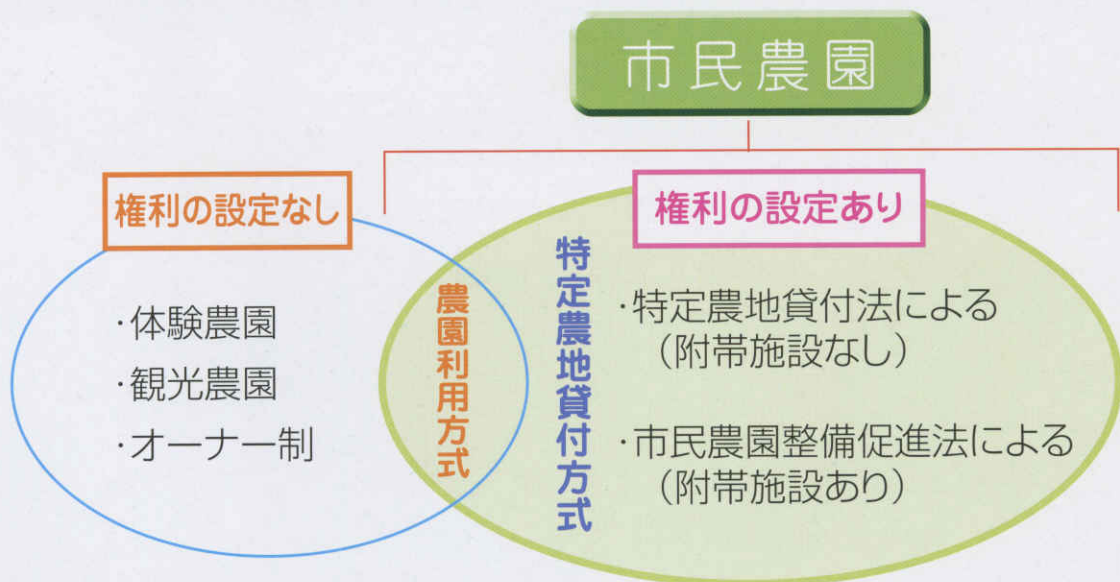 市民農園
権利の設定なし
・体験農園
・観光農園
・オーナー制
農園利用方式
権利の設定あり
特定農地貸付方式
・特定農地貸付法による
（附帯施設なし）
・市民農園整備促進法による
（附帯施設あり）